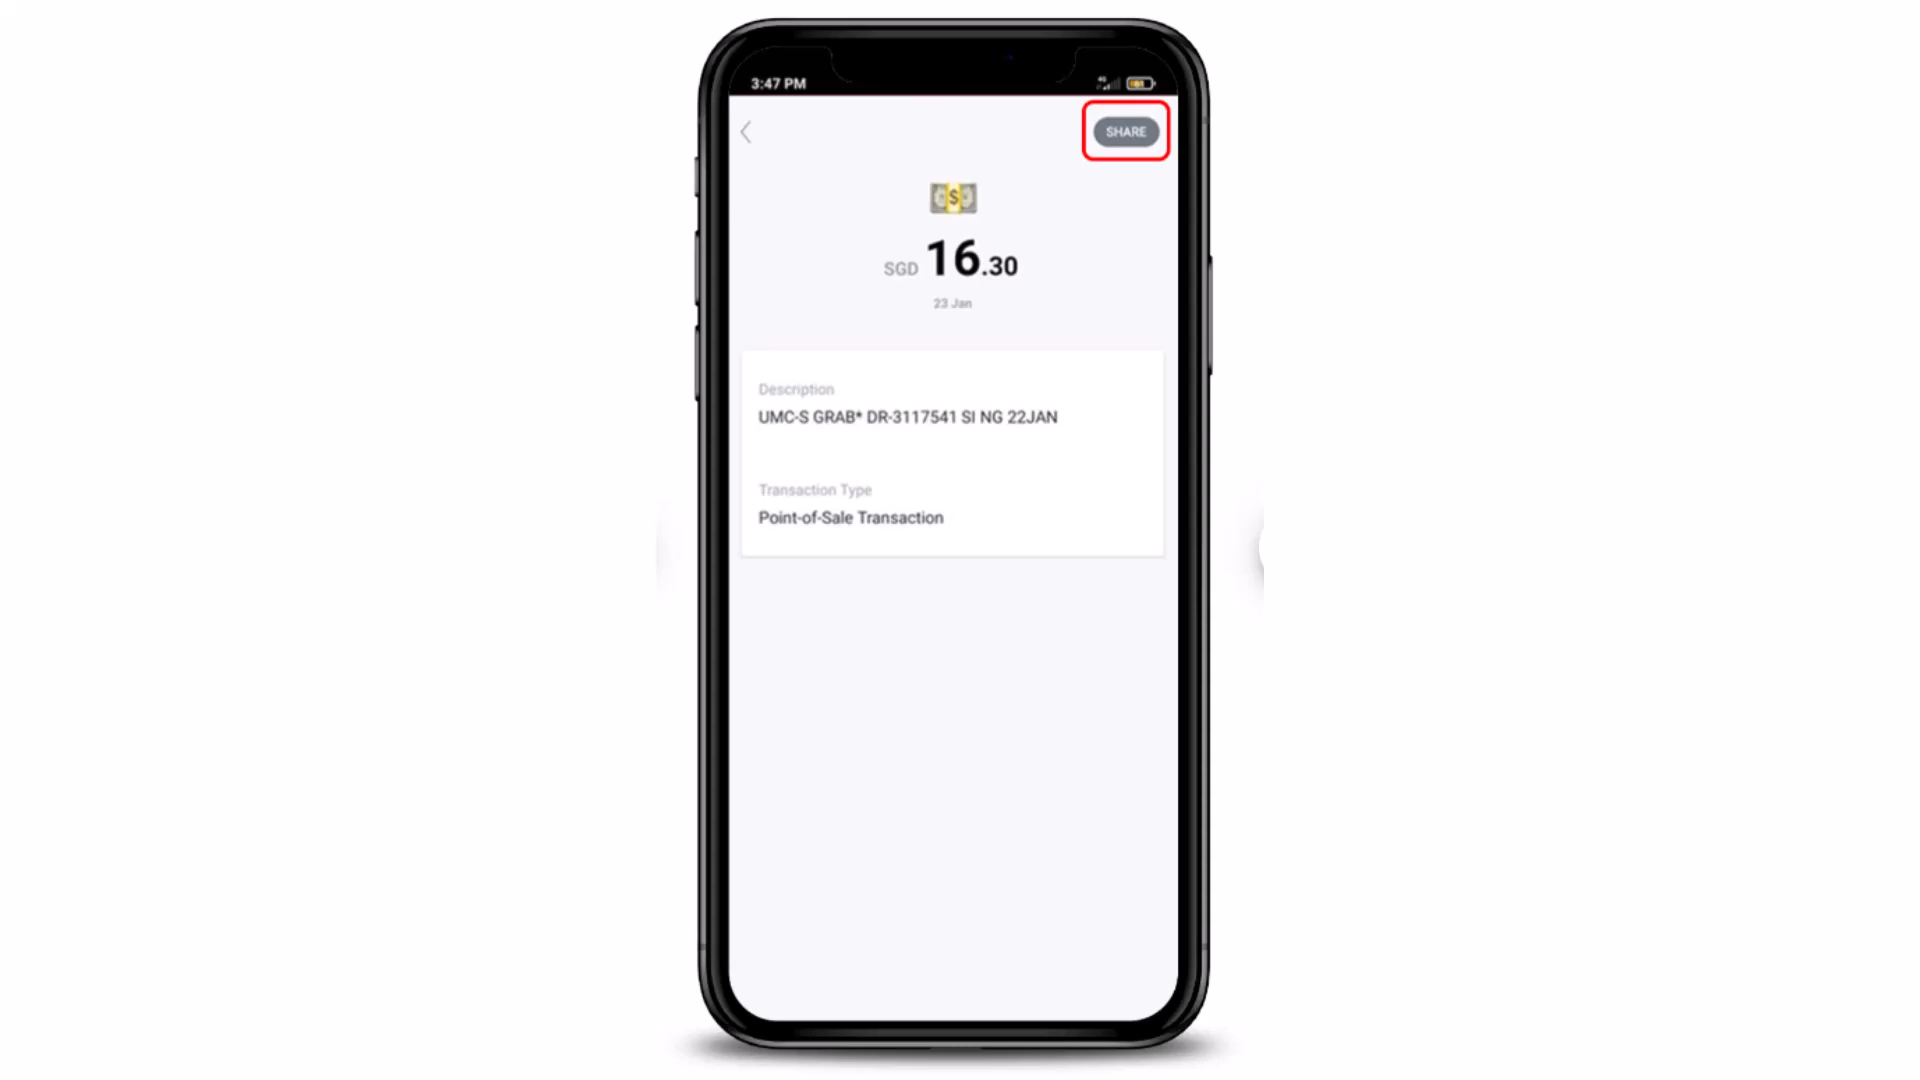 3:47 PM
4G
SHARE
SGD 16.30
23 Jan
Description
UMC-S GRAB* DR-3117541 SI NG 22JAN
Transaction Type
Point-of-Sale Transaction